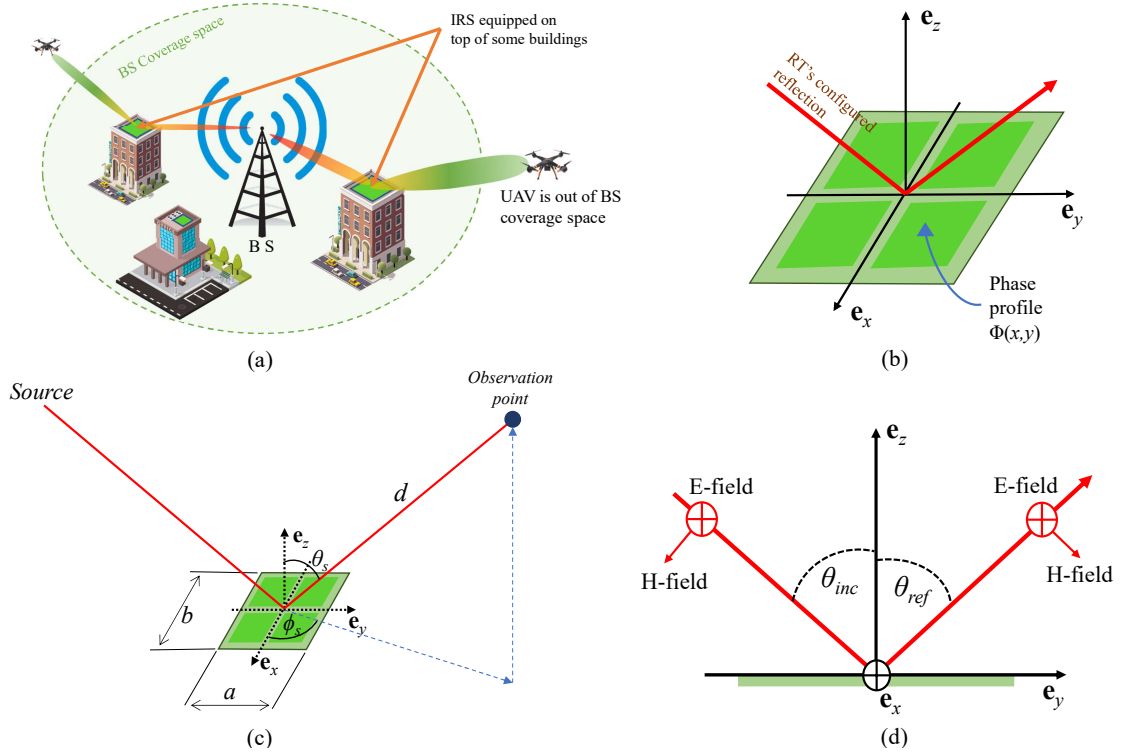 IRS equipped on
top of some buildings
BS Coverage space
UAV is out of BS
coverage space
B S
(a)
e_z
RT's configured
reflection
e_y
e_x
Phase
profile
Φ(x,y)
(b)
Source
Observation
point
d
e_z
θ_s
b
ϕ_s
e_y
e_x
a
(c)
e_z
E-field
E-field
H-field
H-field
θ_inc
θ_ref
e_x
e_y
(d)